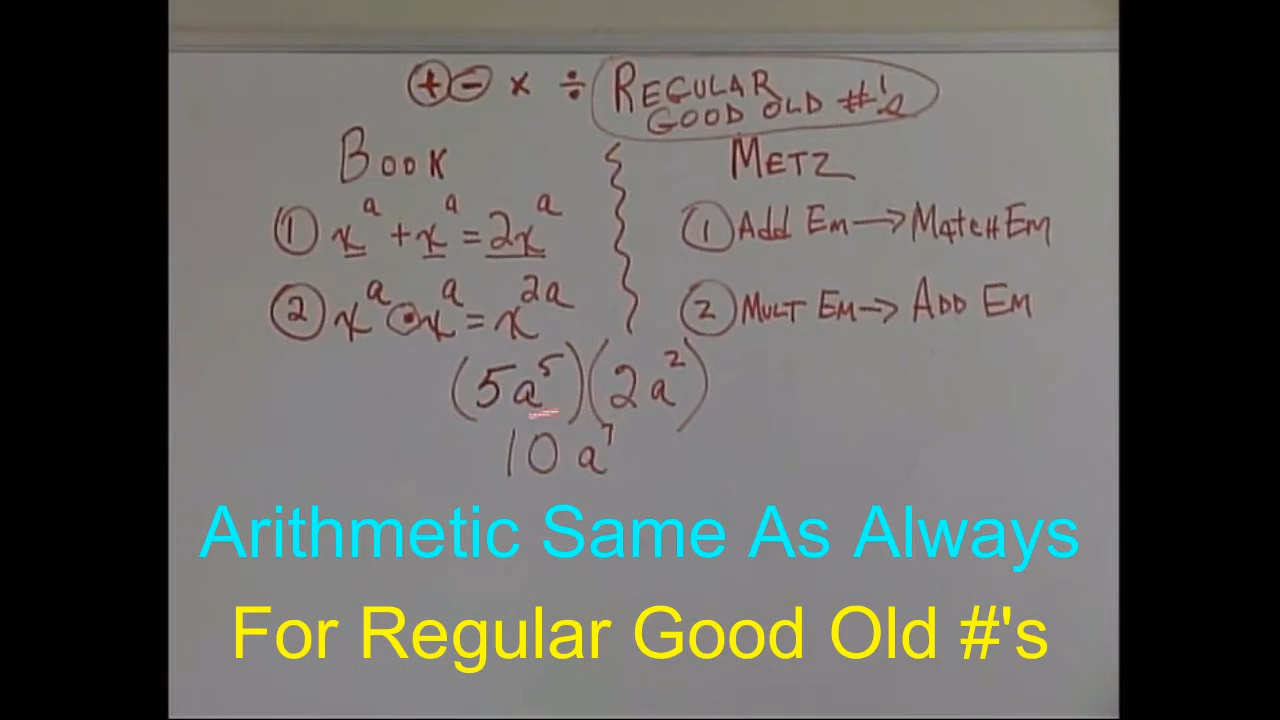 + - × ÷ REGULAR
GOOD OLD #'s
BOOK
METZ
① x^a + x^a = 2x^a
① Add Em → MATCH Em
② x^a · x^a = x^2a
② MULT EM → ADD EM
(5a^5)(2a^2)
10a^7
Arithmetic Same As Always
For Regular Good Old #'s